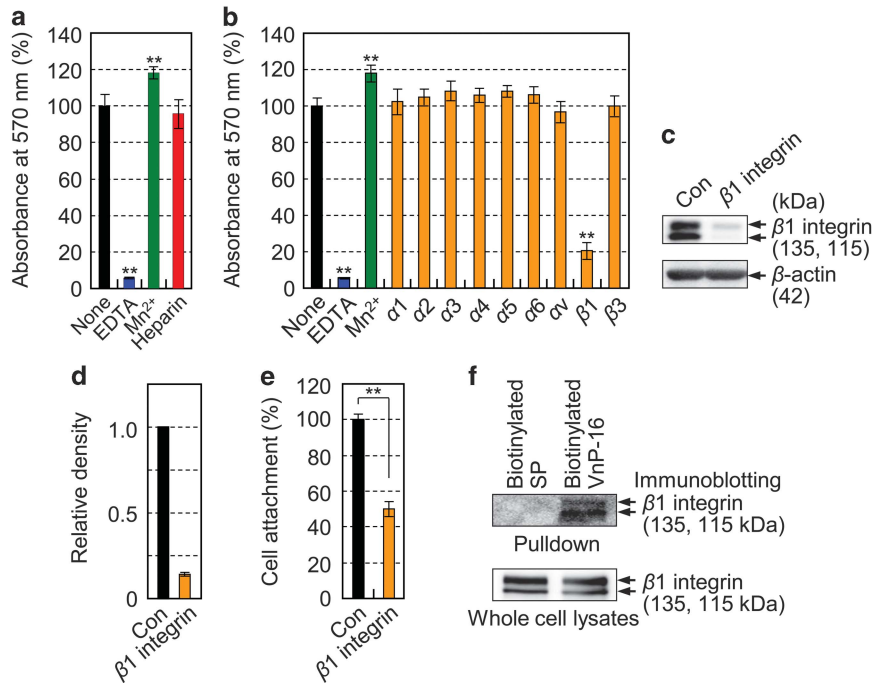 a
Absorbance at 570 nm (%)
140
120
100
80
60
40
20
0
**
**
None
EDTA
Mn²⁺
Heparin
b
Absorbance at 570 nm (%)
140
120
100
80
60
40
20
0
**
**
**
None
EDTA
Mn²⁺
α1
α2
α3
α4
α5
α6
αv
β1
β3
c
Con
β1 integrin
(kDa)
β1 integrin
(135, 115)
β-actin
(42)
d
Relative density
1.0
0.5
0
Con
β1 integrin
e
Cell attachment (%)
120
100
80
60
40
20
0
**
Con
β1 integrin
f
Biotinylated
SP
Biotinylated
VnP-16
Immunoblotting
β1 integrin
(135, 115 kDa)
Pulldown
β1 integrin
(135, 115 kDa)
Whole cell lysates